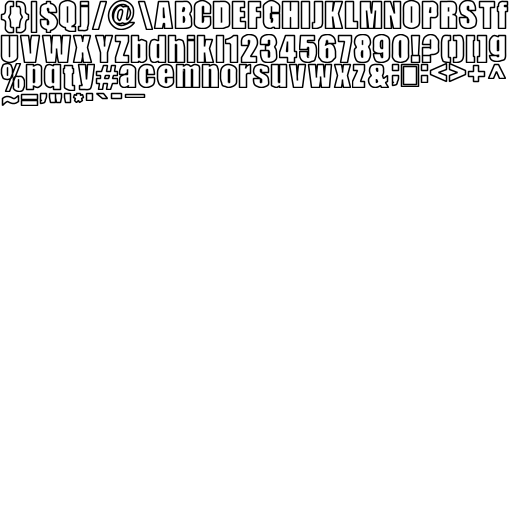 {}|$Qj/@\ABCDEFGHIJKLMNOPRSTf
UVWXYZbdhikl1234567890!?()[]g
%pqty#acemnorsuvwxz&;□:<>+^
~=,"'*·`-—